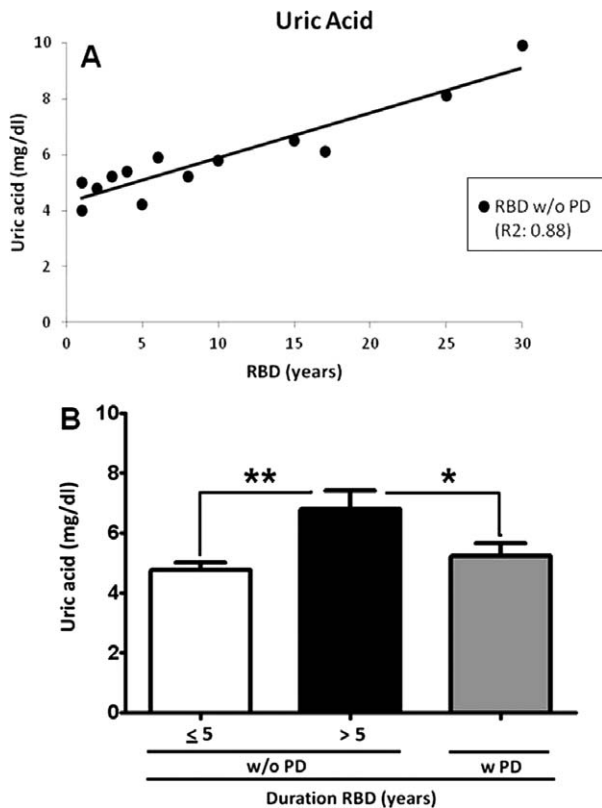 Uric Acid
A
Uric acid (mg/dl)
10
8
6
4
2
0
0 5 10 15 20 25 30
RBD (years)
RBD w/o PD
(R2: 0.88)
B
Uric acid (mg/dl)
10
8
6
4
2
0
** *
≤ 5 > 5
w/o PD w PD
Duration RBD (years)